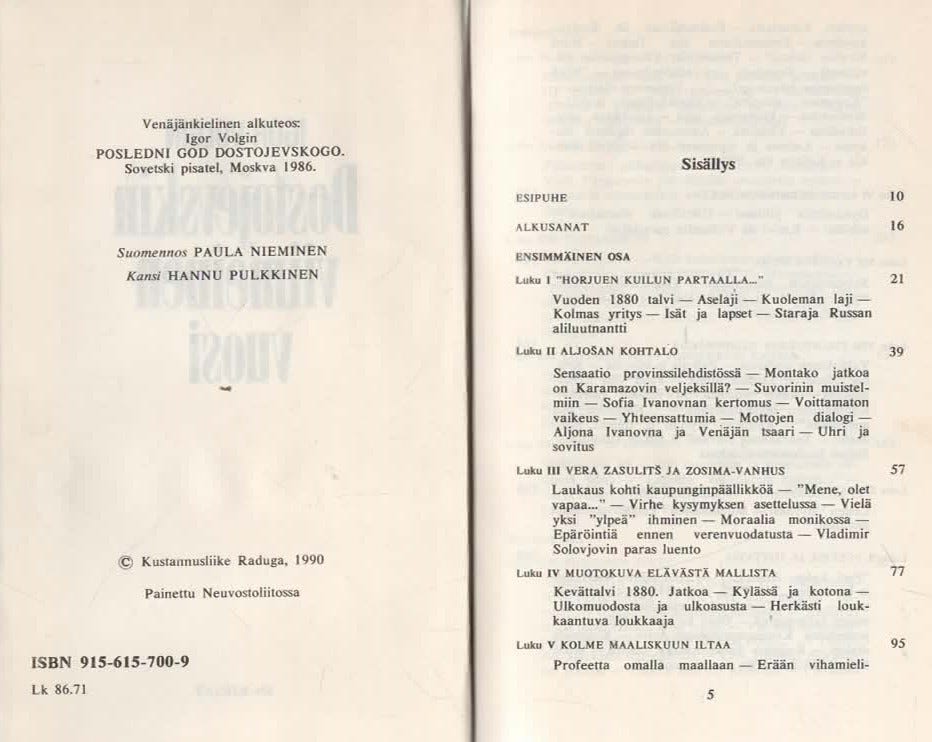 Venäjänkielinen alkuteos:
Igor Volgin
POSLEDNI GOD DOSTOJEVSKOGO.
Sovetski pisatel, Moskva 1986.
Suomennos PAULA NIEMINEN
Kansi HANNU PULKKINEN
© Kustannusliike Raduga, 1990
Painettu Neuvostoliitossa
ISBN 915-615-700-9
Lk 86.71
Sisällys
ESIPUHE 10
ALKUSANAT 16
ENSIMMÄINEN OSA
Luku I "HORJUEN KUILUN PARTAALLA..." 21
Vuoden 1880 talvi — Aselaji — Kuoleman laji —
Kolmas yritys — Isät ja lapset — Staraja Russan
aliluutnantti
Luku II ALJOŠAN KOHTALO 39
Sensaatio provinssilehdistössä — Montako jatkoa
on Karamazovin veljeksillä? — Suvorinin muistel-
miin — Sofia Ivanovnan kertomus — Voittamaton
vaikeus — Yhteensattumia — Mottojen dialogi —
Aljona Ivanovna ja Venäjän tsaari — Uhri ja
sovitus
Luku III VERA ZASULITŠ JA ZOSIMA-VANHUS 57
Laukaus kohti kaupunginpäällikköä — "Mene, olet
vapaa..." — Virhe kysymyksen asettelussa — Vielä
yksi "ylpeä" ihminen — Moraalia monikossa —
Epäröintiä ennen verenvuodatusta — Vladimir
Solovjovin paras luento
Luku IV MUOTOKUVA ELÄVÄSTÄ MALLISTA 77
Kevättalvi 1880. Jatkoa — Kylässä ja kotona —
Ulkomuodosta ja ulkoasusta — Herkästi louk-
kaantuva loukkaaja
Luku V KOLME MAALISKUUN ILTAA 95
Profeetta omalla maallaan — Erään vihamieli-
5